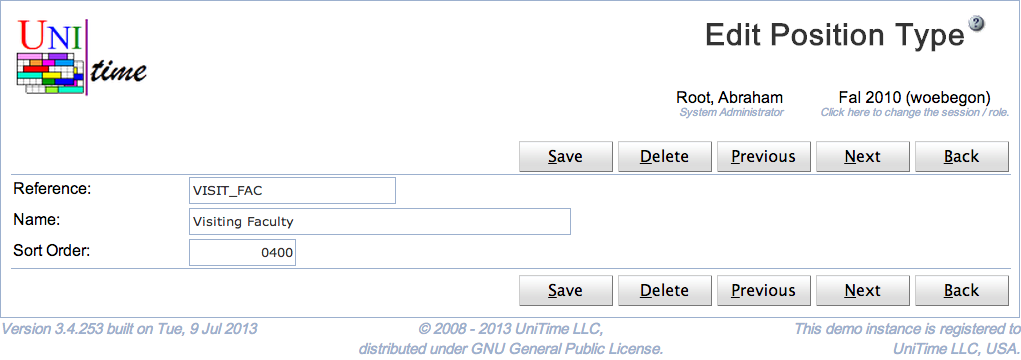 UNI
time
Edit Position Type ?
Root, Abraham Fal 2010 (woebegon)
System Administrator Click here to change the session / role.
Save Delete Previous Next Back
Reference: VISIT_FAC
Name: Visiting Faculty
Sort Order: 0400
Save Delete Previous Next Back
Version 3.4.253 built on Tue, 9 Jul 2013 © 2008 - 2013 UniTime LLC, This demo instance is registered to
distributed under GNU General Public License. UniTime LLC, USA.